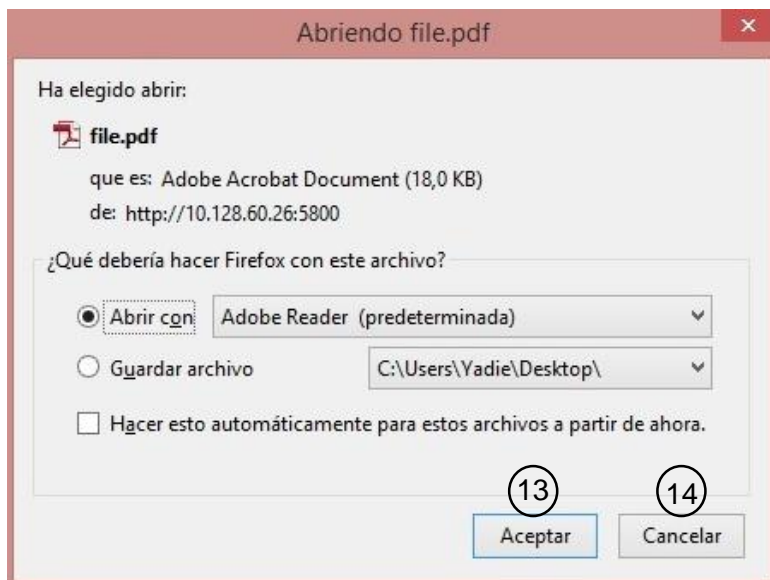 Abriendo file.pdf
Ha elegido abrir:
file.pdf
que es: Adobe Acrobat Document (18,0 KB)
de: http://10.128.60.26:5800
¿Qué debería hacer Firefox con este archivo?
Abrir con Adobe Reader (predeterminada)
Guardar archivo C:\Users\Yadie\Desktop\
Hacer esto automáticamente para estos archivos a partir de ahora.
13 14
Aceptar Cancelar